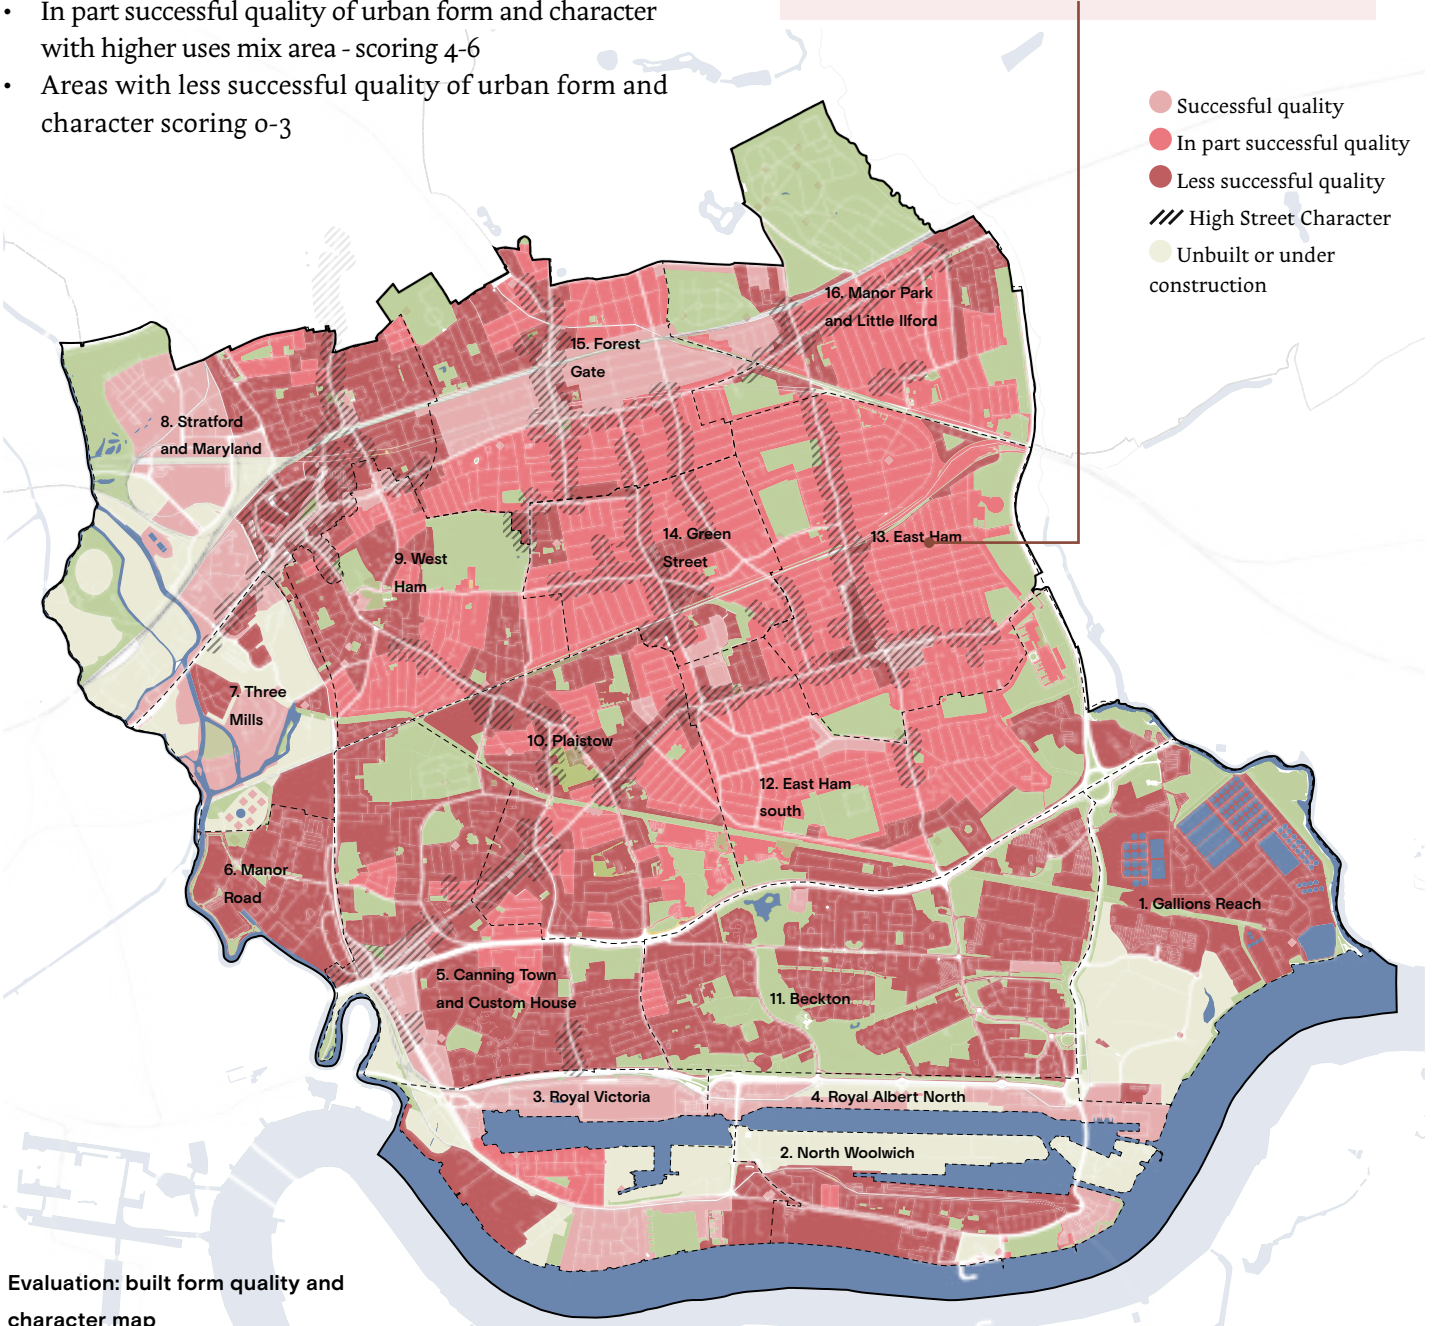 • In part successful quality of urban form and character
with higher uses mix area - scoring 4-6
• Areas with less successful quality of urban form and
character scoring 0-3
Successful quality
In part successful quality
Less successful quality
High Street Character
Unbuilt or under
construction
16. Manor Park
and Little Ilford
15. Forest
Gate
8. Stratford
and Maryland
14. Green
Street
13. East Ham
9. West
Ham
7. Three
Mills
10. Plaistow
12. East Ham
south
6. Manor
Road
1. Gallions Reach
5. Canning Town
and Custom House
11. Beckton
3. Royal Victoria
4. Royal Albert North
2. North Woolwich
Evaluation: built form quality and
character map